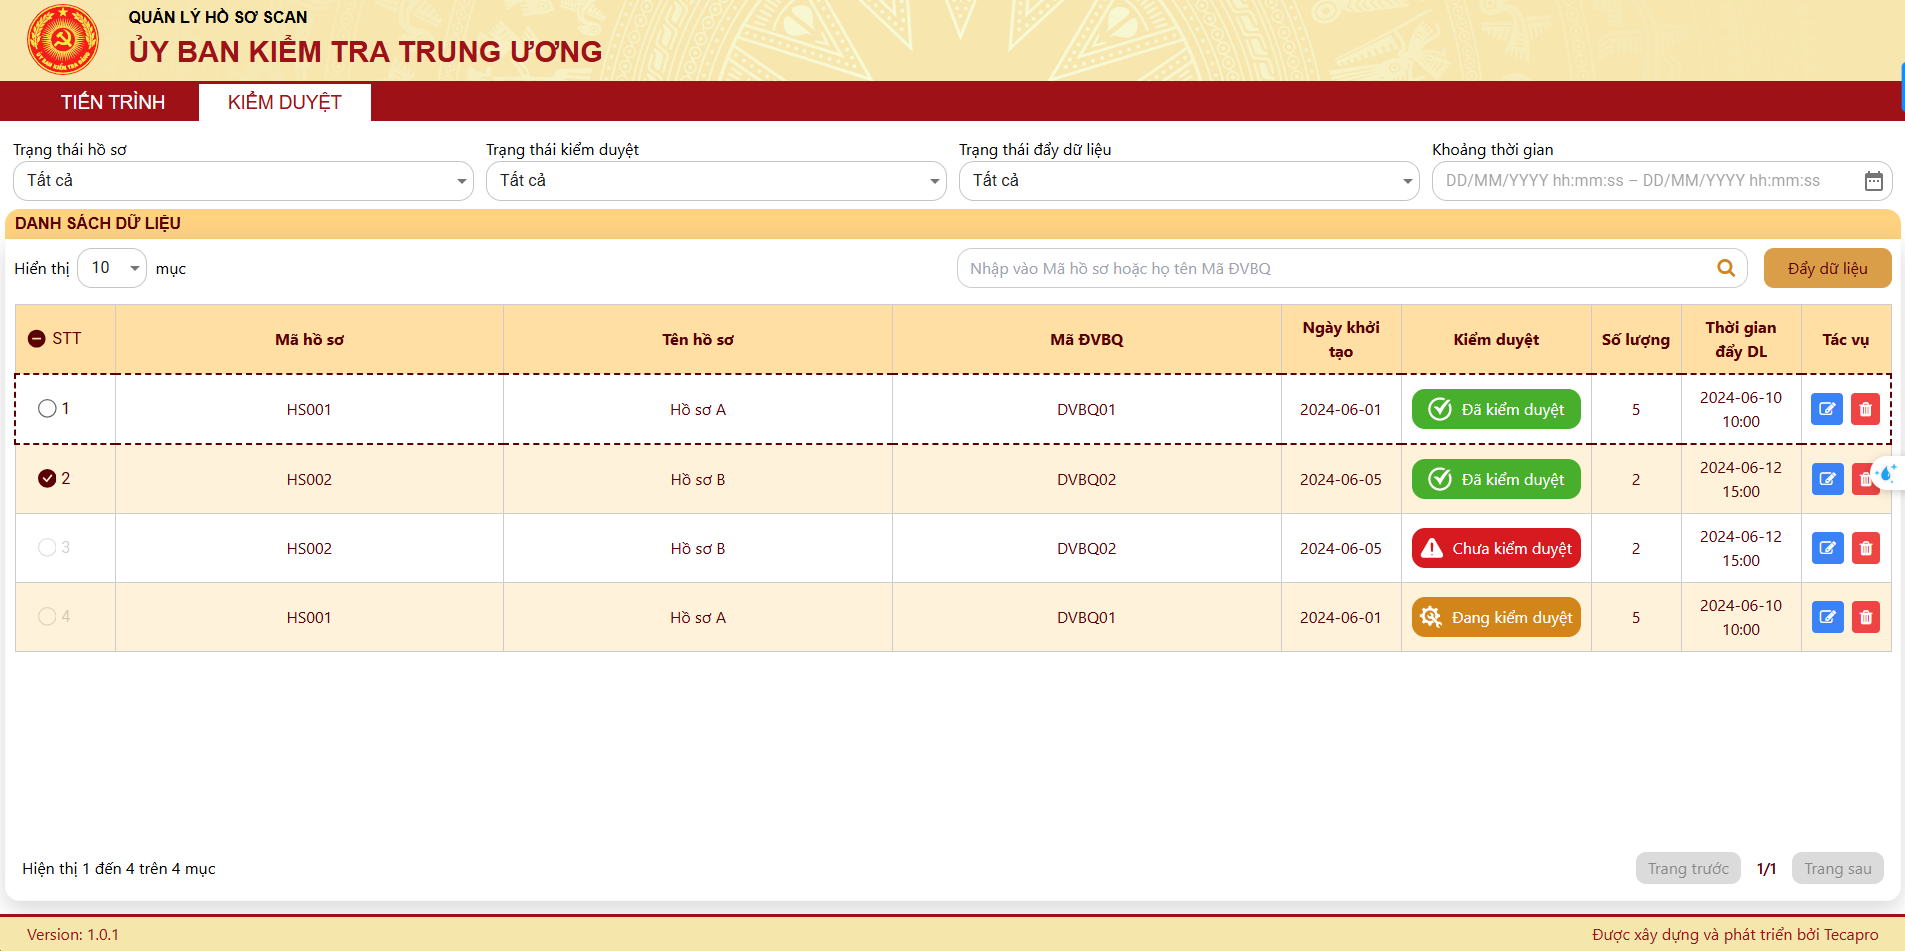 QUẢN LÝ HỒ SƠ SCAN
ỦY BAN KIỂM TRA TRUNG ƯƠNG
TIẾN TRÌNH KIỂM DUYỆT
Trạng thái hồ sơ Trạng thái kiểm duyệt Trạng thái đẩy dữ liệu Khoảng thời gian
Tất cả Tất cả Tất cả DD/MM/YYYY hh:mm:ss – DD/MM/YYYY hh:mm:ss
DANH SÁCH DỮ LIỆU
Hiển thị 10 mục Nhập vào Mã hồ sơ hoặc họ tên Mã ĐVBQ Đẩy dữ liệu
STT Mã hồ sơ Tên hồ sơ Mã ĐVBQ Ngày khởi tạo Kiểm duyệt Số lượng Thời gian đẩy DL Tác vụ
1 HS001 Hồ sơ A DVBQ01 2024-06-01 Đã kiểm duyệt 5 2024-06-10 10:00
2 HS002 Hồ sơ B DVBQ02 2024-06-05 Đã kiểm duyệt 2 2024-06-12 15:00
3 HS002 Hồ sơ B DVBQ02 2024-06-05 Chưa kiểm duyệt 2 2024-06-12 15:00
4 HS001 Hồ sơ A DVBQ01 2024-06-01 Đang kiểm duyệt 5 2024-06-10 10:00
Hiện thị 1 đến 4 trên 4 mục Trang trước 1/1 Trang sau
Version: 1.0.1 Được xây dựng và phát triển bởi Tecapro